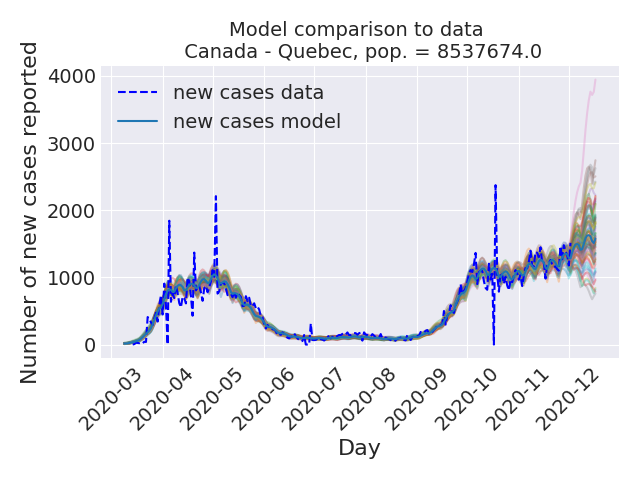 Model comparison to data
Canada - Quebec, pop. = 8537674.0
Number of new cases reported
4000
3000
2000
1000
0
new cases data
new cases model
2020-03
2020-04
2020-05
2020-06
2020-07
2020-08
2020-09
2020-10
2020-11
2020-12
Day